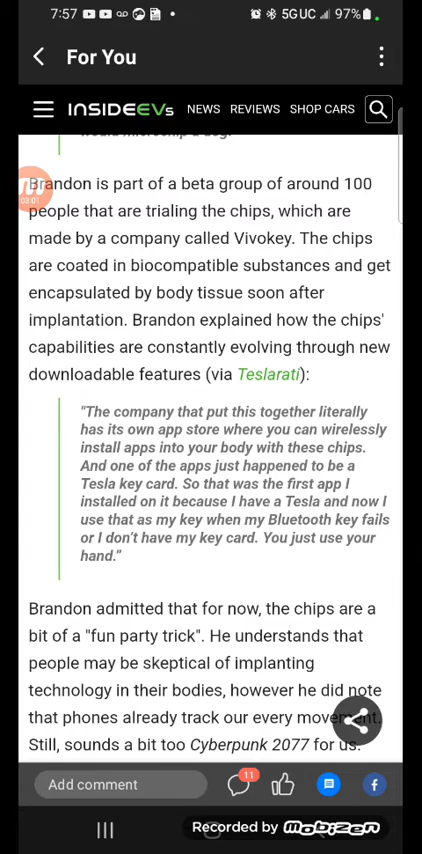 7:57 5GUC 97%
For You
INSIDEEVs NEWS REVIEWS SHOP CARS
would microchip a dog.
Brandon is part of a beta group of around 100
people that are trialing the chips, which are
03:01
made by a company called Vivokey. The chips
are coated in biocompatible substances and get
encapsulated by body tissue soon after
implantation. Brandon explained how the chips'
capabilities are constantly evolving through new
downloadable features (via Teslarati):
"The company that put this together literally
has its own app store where you can wirelessly
install apps into your body with these chips.
And one of the apps just happened to be a
Tesla key card. So that was the first app I
installed on it because I have a Tesla and now I
use that as my key when my Bluetooth key fails
or I don't have my key card. You just use your
hand."
Brandon admitted that for now, the chips are a
bit of a "fun party trick". He understands that
people may be skeptical of implanting
technology in their bodies, however he did note
that phones already track our every movement.
Still, sounds a bit too Cyberpunk 2077 for us.
Add comment 11
Recorded by mobizen